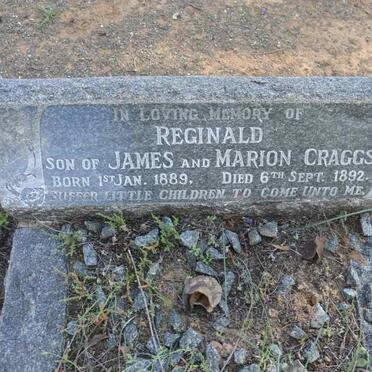 IN LOVING MEMORY OF
REGINALD
SON OF JAMES AND MARION CRAGGS
BORN 1ST JAN. 1889, DIED 6TH SEPT. 1892.
SUFFER LITTLE CHILDREN TO COME UNTO ME.